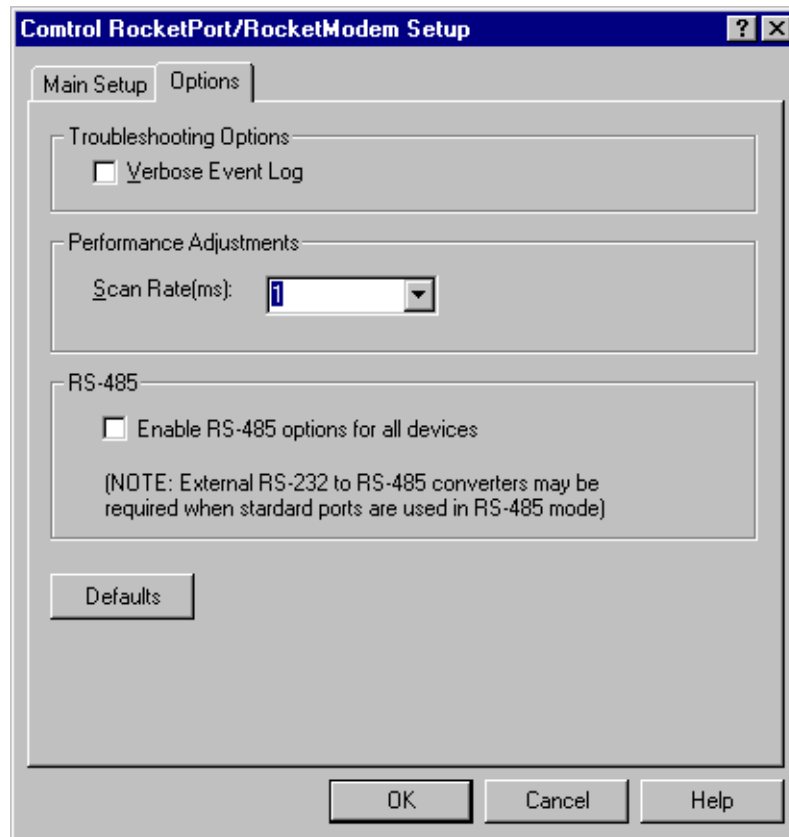 Comtrol RocketPort/RocketModem Setup
Main Setup
Options
Troubleshooting Options
Verbose Event Log
Performance Adjustments
Scan Rate(ms):
1
RS-485
Enable RS-485 options for all devices
(NOTE: External RS-232 to RS-485 converters may be
required when stardard ports are used in RS-485 mode)
Defaults
OK
Cancel
Help